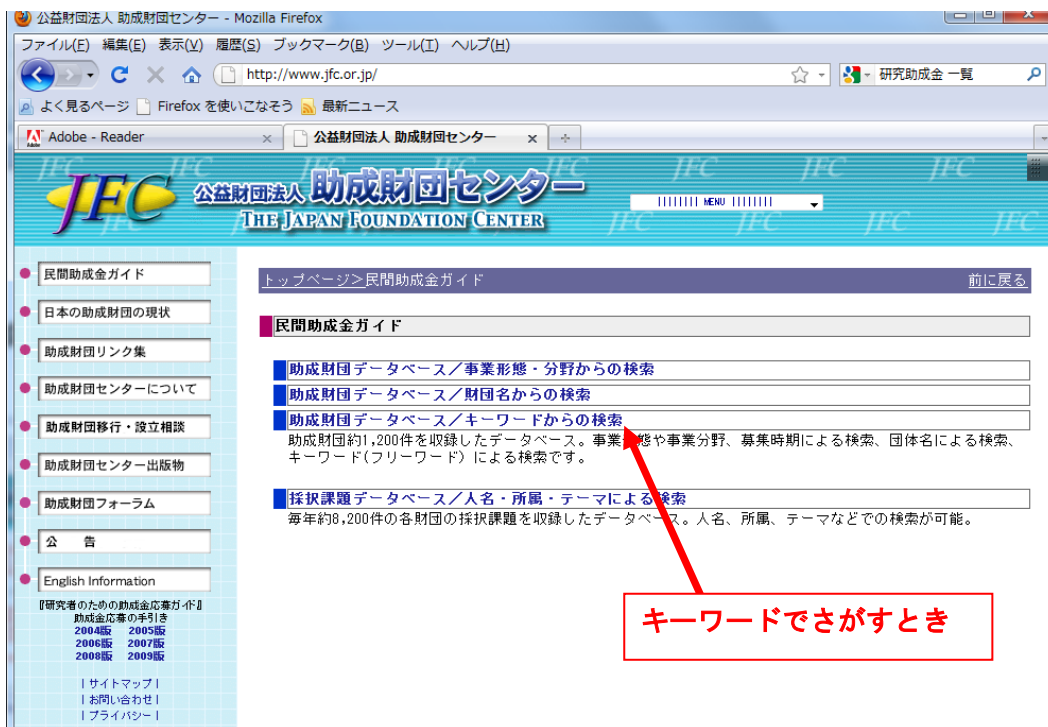 公益財団法人 助成財団センター - Mozilla Firefox
ファイル(F) 編集(E) 表示(V) 履歴(S) ブックマーク(B) ツール(T) ヘルプ(H)
http://www.jfc.or.jp/
研究助成金 一覧
よく見るページ Firefox を使いこなそう 最新ニュース
Adobe - Reader
公益財団法人 助成財団センター
JFC JFC JFC JFC JFC JFC JFC JFC
JFC 公益財団法人 助成財団センター
THE JAPAN FOUNDATION CENTER
|||||||| MENU ||||||||
JFC JFC JFC JFC
民間助成金ガイド
日本の助成財団の現状
助成財団リンク集
助成財団センターについて
助成財団移行・設立相談
助成財団センター出版物
助成財団フォーラム
公 告
English Information
『研究者のための助成金応募ガイド』
助成金応募の手引き
2004版 2005版
2006版 2007版
2008版 2009版
| サイトマップ |
| お問い合わせ |
| プライバシー |
トップページ＞民間助成金ガイド 前に戻る
民間助成金ガイド
助成財団データベース／事業形態・分野からの検索
助成財団データベース／財団名からの検索
助成財団データベース／キーワードからの検索
助成財団約1,200件を収録したデータベース。事業形態や事業分野、募集時期による検索、団体名による検索、
キーワード(フリーワード) による検索です。
採択課題データベース／人名・所属・テーマによる検索
毎年約8,200件の各財団の採択課題を収録したデータベース。人名、所属、テーマなどでの検索が可能。
キーワードでさがすとき